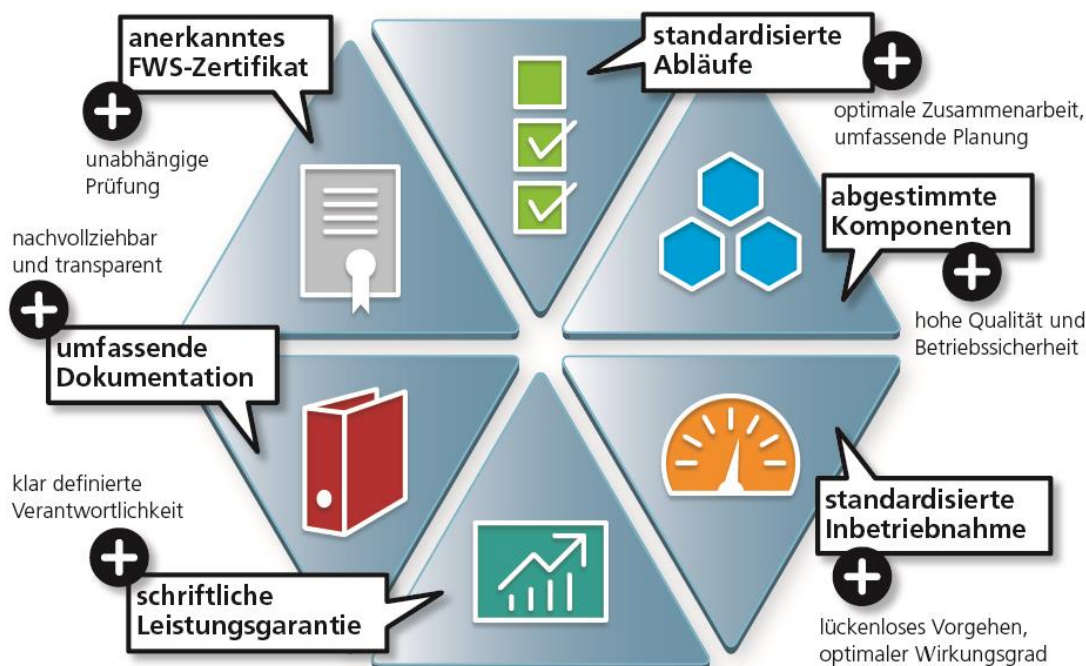 anerkanntes
FWS-Zertifikat
unabhängige
Prüfung
standardisierte
Abläufe
optimale Zusammenarbeit,
umfassende Planung
abgestimmte
Komponenten
hohe Qualität und
Betriebssicherheit
standardisierte
Inbetriebnahme
lückenloses Vorgehen,
optimaler Wirkungsgrad
klar definierte
Verantwortlichkeit
schriftliche
Leistungsgarantie
nachvollziehbar
und transparent
umfassende
Dokumentation